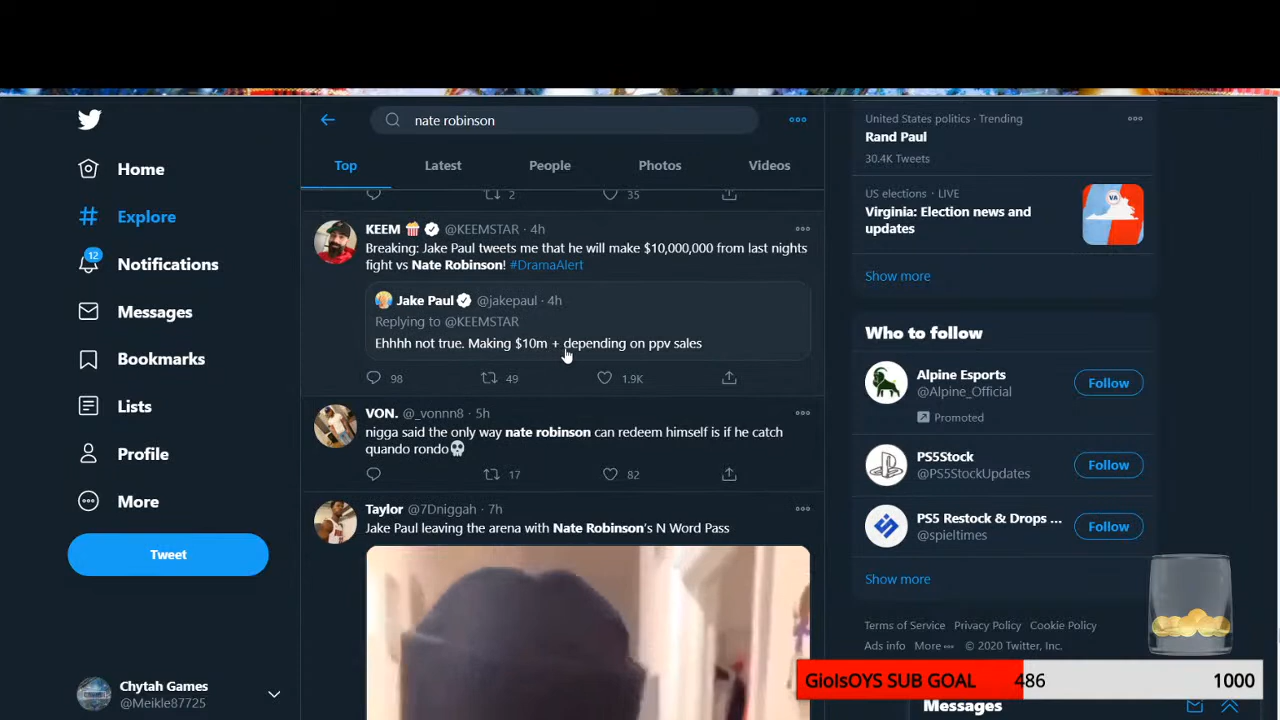 nate robinson
Home
Explore
12
Notifications
Messages
Bookmarks
Lists
Profile
More
Tweet
Chytah Games
@Meikle87725
Top Latest People Photos Videos
2 35
KEEM 🍿 @KEEMSTAR · 4h
Breaking: Jake Paul tweets me that he will make $10,000,000 from last nights
fight vs Nate Robinson! #DramaAlert
Jake Paul @jakepaul · 4h
Replying to @KEEMSTAR
Ehhhh not true. Making $10m + depending on ppv sales
98 49 1.9K
VON. @_vonnn8 · 5h
nigga said the only way nate robinson can redeem himself is if he catch
quando rondo💀
17 82
Taylor @7Dniggah · 7h
Jake Paul leaving the arena with Nate Robinson's N Word Pass
United States politics · Trending
Rand Paul
30.4K Tweets
US elections · LIVE
Virginia: Election news and
updates
VA
Show more
Who to follow
Alpine Esports
@Alpine_Official
Promoted
Follow
PS5Stock
@PS5StockUpdates
Follow
PS5 Restock & Drops ...
@spieltimes
Follow
Show more
Terms of Service Privacy Policy Cookie Policy
Ads info More ··· © 2020 Twitter, Inc.
GioIsOYS SUB GOAL 486 1000
Messages